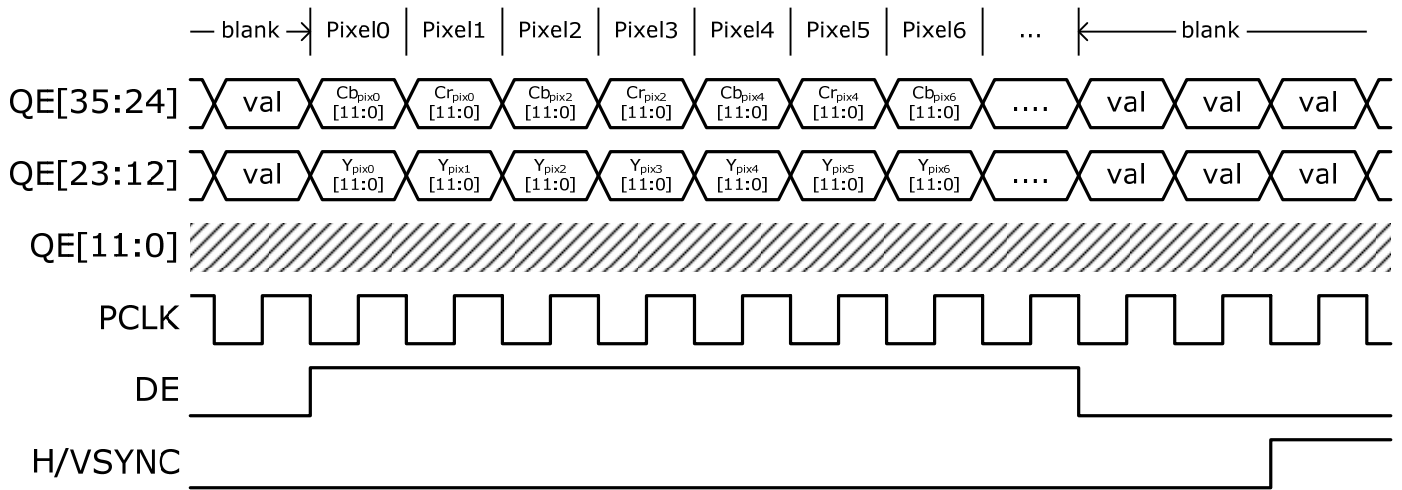 blank Pixel0 Pixel1 Pixel2 Pixel3 Pixel4 Pixel5 Pixel6 ... blank
QE[35:24] val Cbpix0 [11:0] Crpix0 [11:0] Cbpix2 [11:0] Crpix2 [11:0] Cbpix4 [11:0] Crpix4 [11:0] Cbpix6 [11:0] .... val val val
QE[23:12] val Ypix0 [11:0] Ypix1 [11:0] Ypix2 [11:0] Ypix3 [11:0] Ypix4 [11:0] Ypix5 [11:0] Ypix6 [11:0] .... val val val
QE[11:0]
PCLK
DE
H/VSYNC